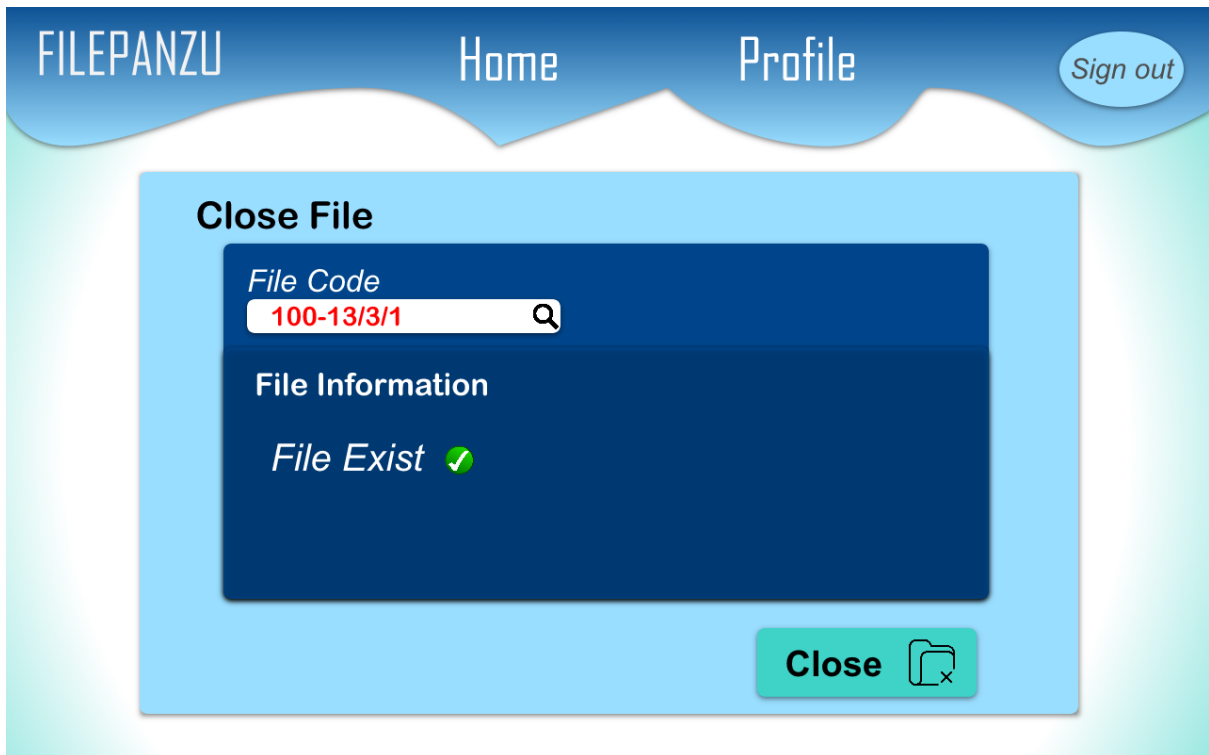 FILEPANZU Home Profile Sign out
Close File
File Code
100-13/3/1
File Information
File Exist
Close